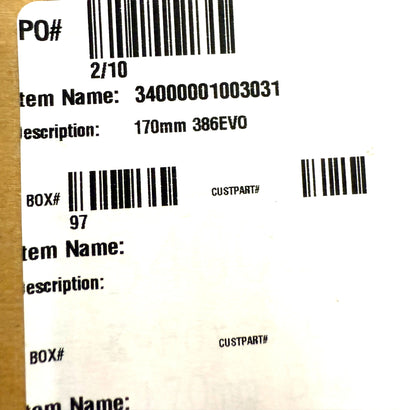 PO#
2/10
tem Name: 34000001003031
escription: 170mm 386EVO
BOX# CUSTPART#
97
tem Name:
escription:
BOX# CUSTPART#
tem Name: